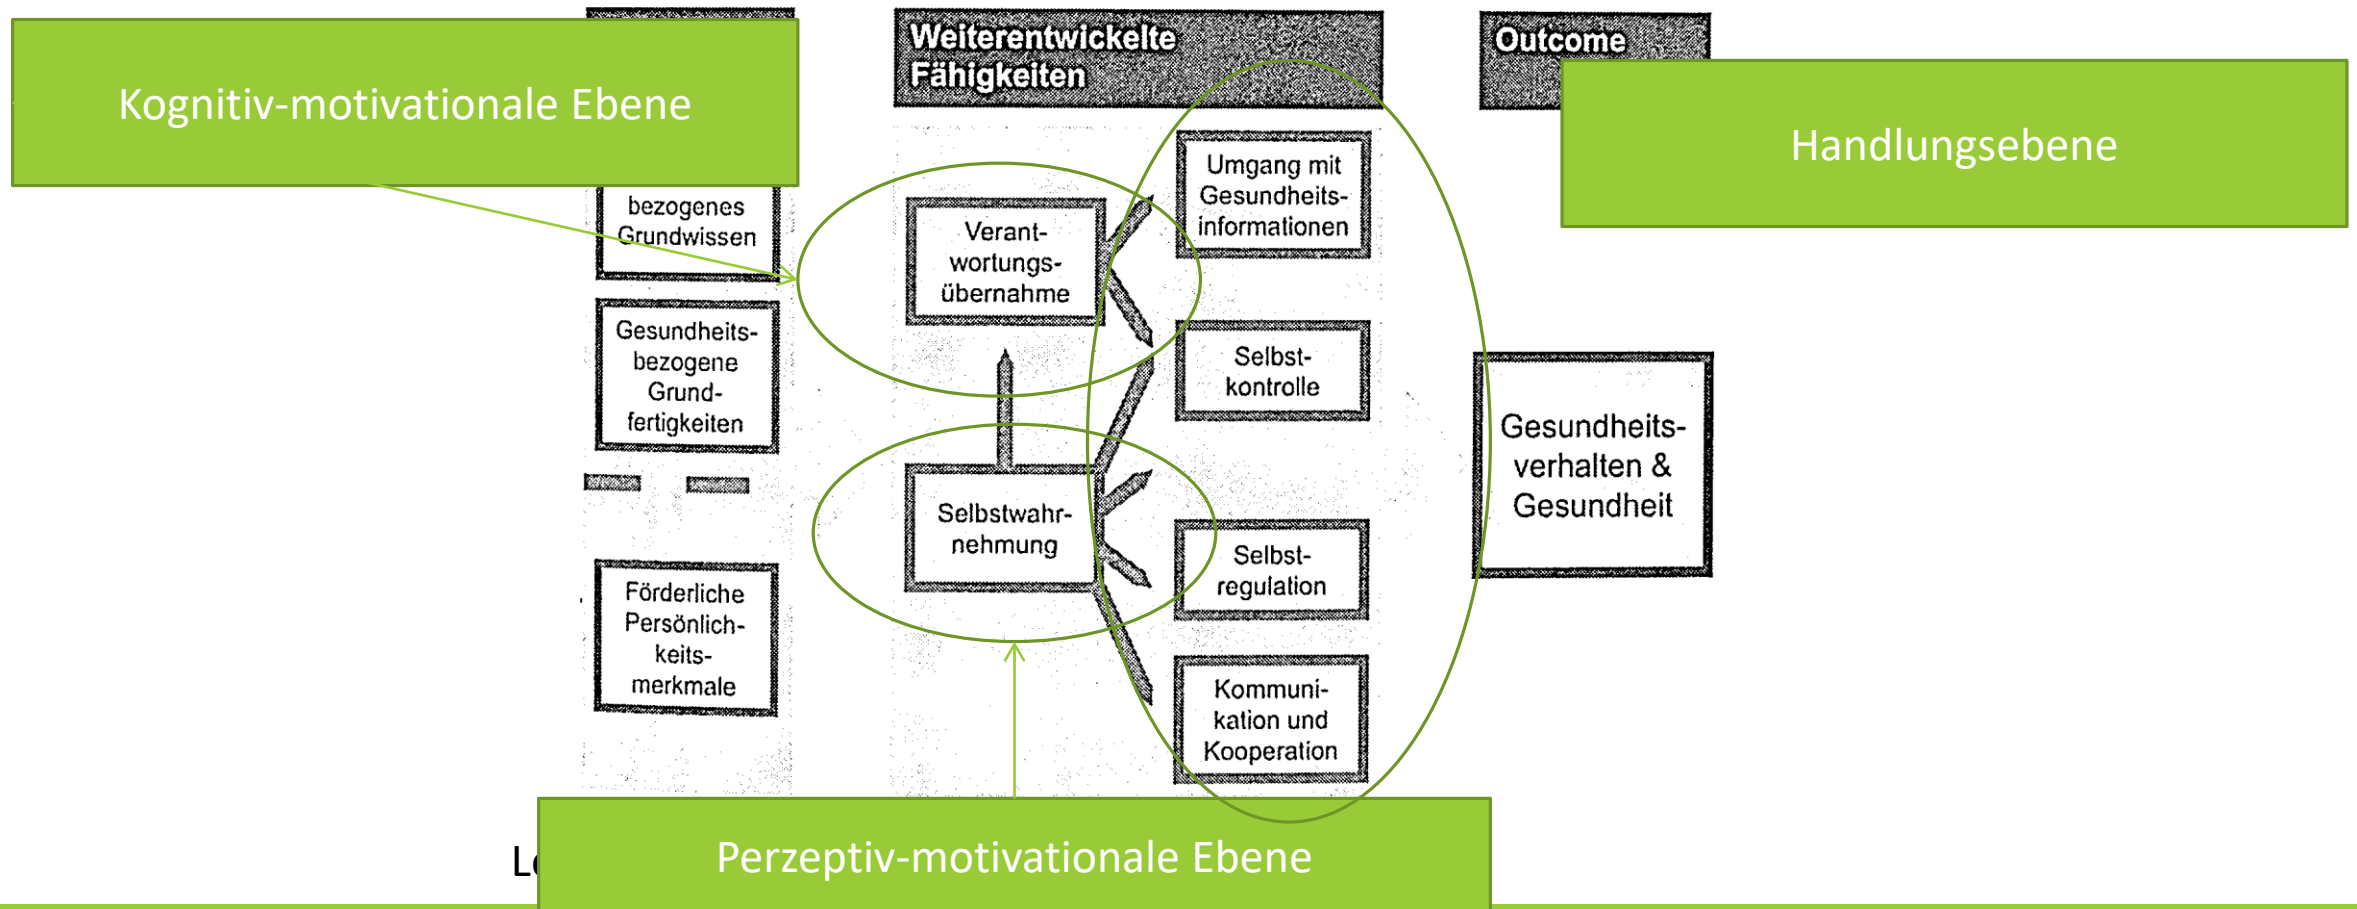 Kognitiv-motivationale Ebene
bezogenes
Grundwissen
Gesundheits-
bezogene
Grund-
fertigkeiten
Förderliche
Persönlich-
keits-
merkmale
Weiterentwickelte
Fähigkeiten
Verant-
wortungs-
übernahme
Selbstwahr-
nehmung
Umgang mit
Gesundheits-
informationen
Selbst-
kontrolle
Selbst-
regulation
Kommuni-
kation und
Kooperation
Outcome
Handlungsebene
Gesundheits-
verhalten &
Gesundheit
Perzeptiv-motivationale Ebene